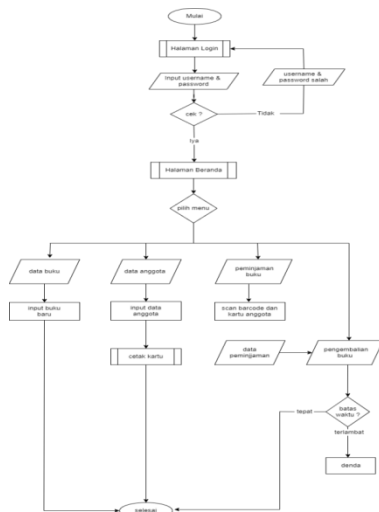 Mulai
Halaman Login
Input username &
password
username &
password salah
cek ?
Tidak
Iya
Halaman Beranda
pilih menu
data buku
data anggota
peminjaman
buku
input buku
baru
input data
anggota
scan barcode dan
kartu anggota
cetak kartu
data
peminjaman
pengembalian
buku
tepat
batas
waktu ?
terlambat
denda
selesai